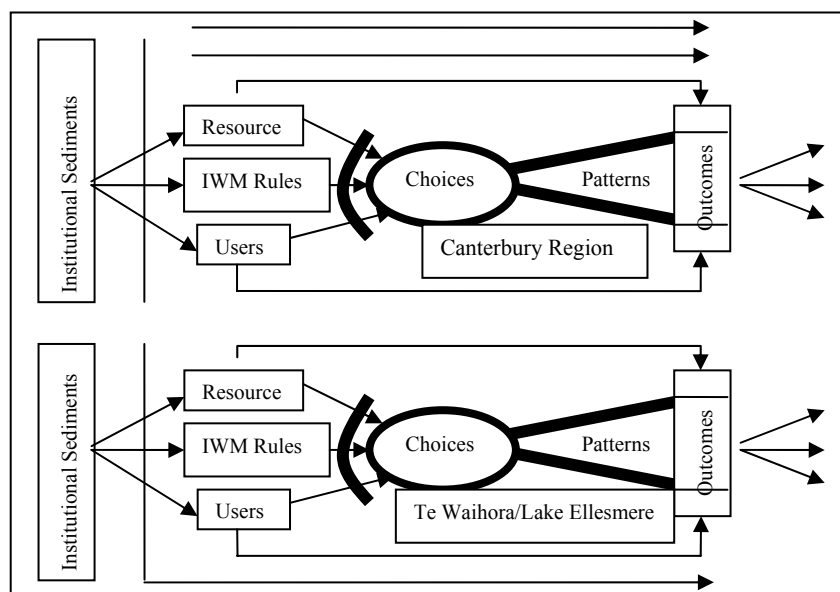 Institutional Sediments
Resource
IWM Rules
Users
Choices
Patterns
Outcomes
Canterbury Region
Institutional Sediments
Resource
IWM Rules
Users
Choices
Patterns
Outcomes
Te Waihora/Lake Ellesmere